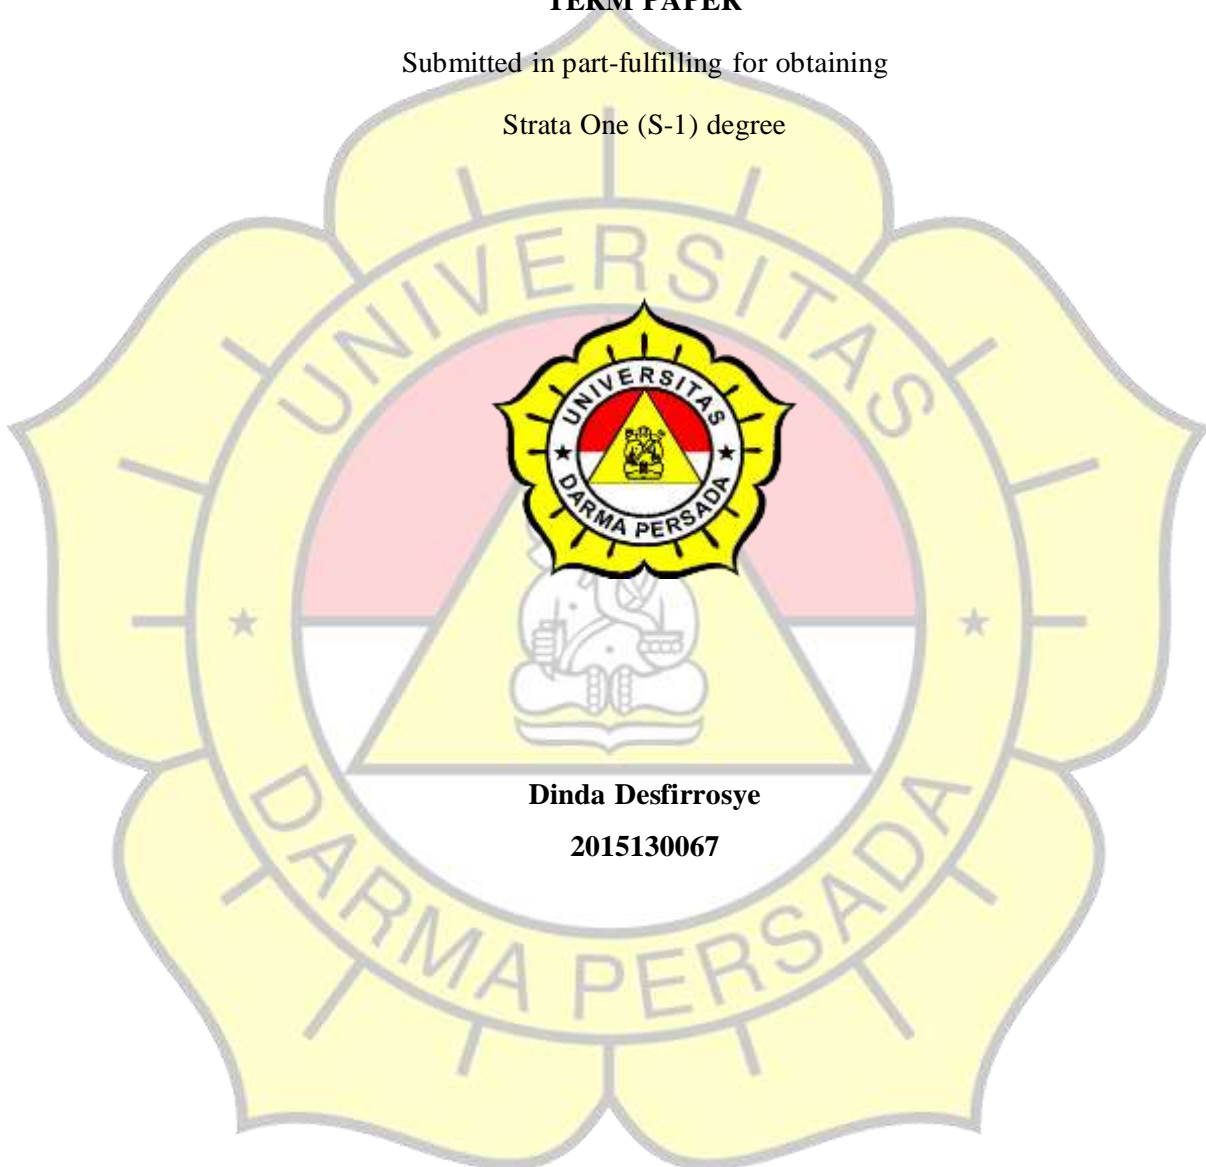 TERM PAPER
Submitted in part-fulfilling for obtaining
Strata One (S-1) degree
UNIVERSITAS
DARMA PERSADA
UNIVERSITAS
DARMA PERSADA
Dinda Desfirrosye
2015130067